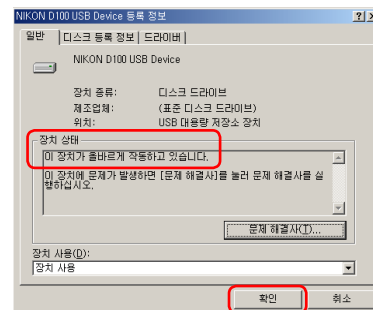 NIKON D100 USB Device 등록 정보
일반 디스크 등록 정보 드라이버
NIKON D100 USB Device
장치 종류: 디스크 드라이브
제조업체: (표준 디스크 드라이브)
위치: USB 대용량 저장소 장치
장치 상태
이 장치가 올바르게 작동하고 있습니다.
이 장치에 문제가 발생하면 [문제 해결사]를 눌러 문제 해결사를 실
행하십시오.
문제 해결사(T)...
장치 사용(D):
장치 사용
확인 취소